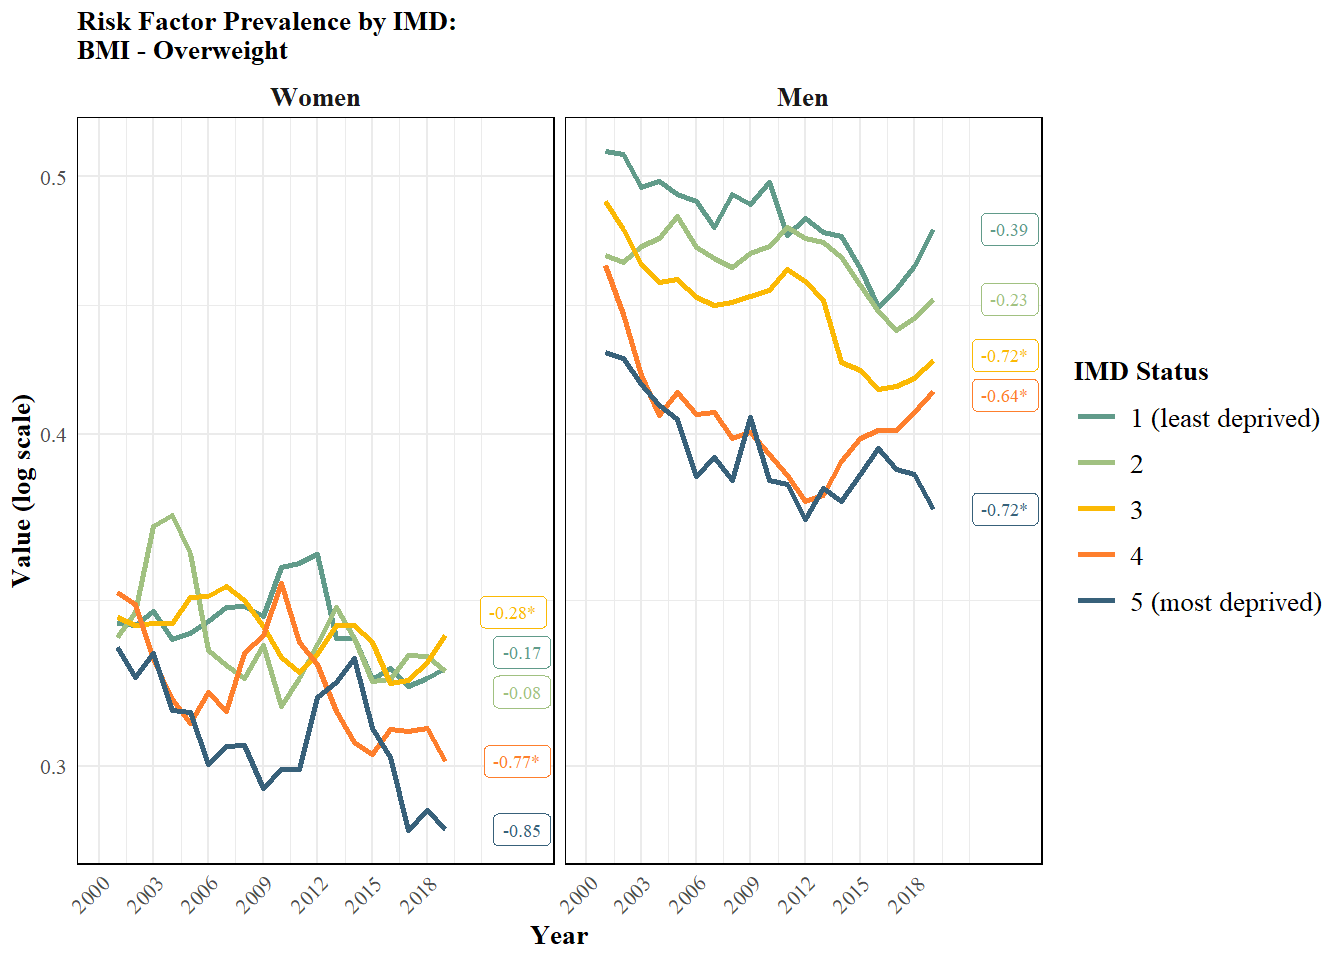 Risk Factor Prevalence by IMD:
BMI - Overweight
Women
Men
Value (log scale)
0.5
0.4
0.3
-0.28*
-0.17
-0.08
-0.77*
-0.85
-0.39
-0.23
-0.72*
-0.64*
-0.72*
2000 2003 2006 2009 2012 2015 2018
2000 2003 2006 2009 2012 2015 2018
Year
IMD Status
1 (least deprived)
2
3
4
5 (most deprived)